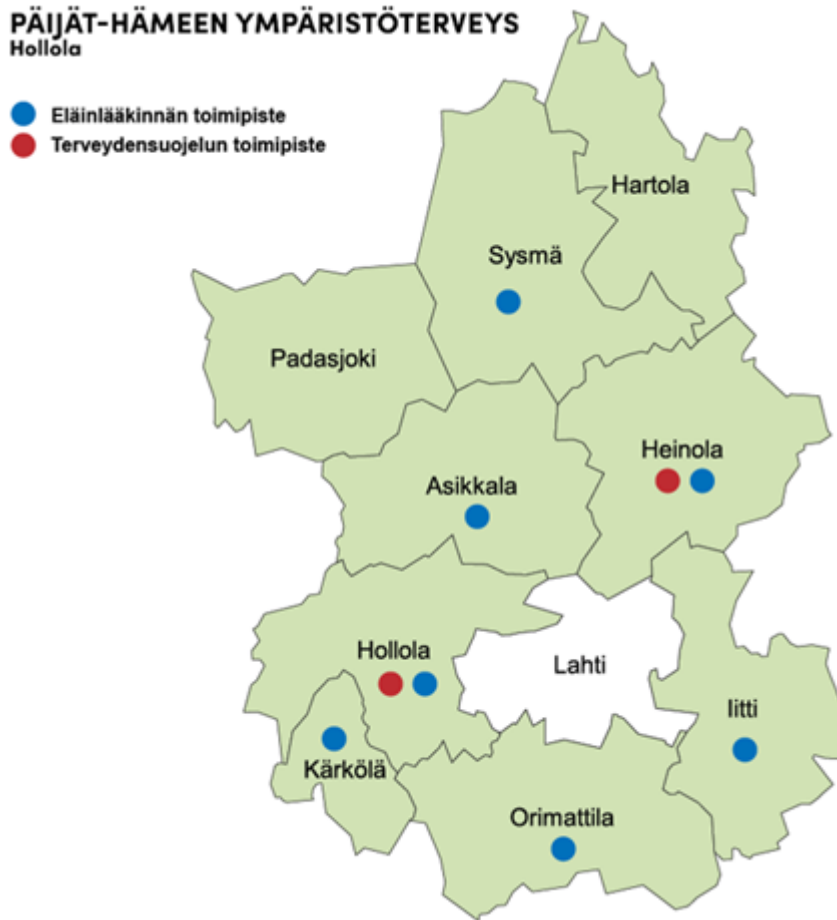 PÄIJÄT-HÄMEEN YMPÄRISTÖTERVEYS
Hollola
Eläinlääkinnän toimipiste
Terveydensuojelun toimipiste
Hartola
Sysmä
Padasjoki
Heinola
Asikkala
Hollola
Lahti
Iitti
Kärkölä
Orimattila